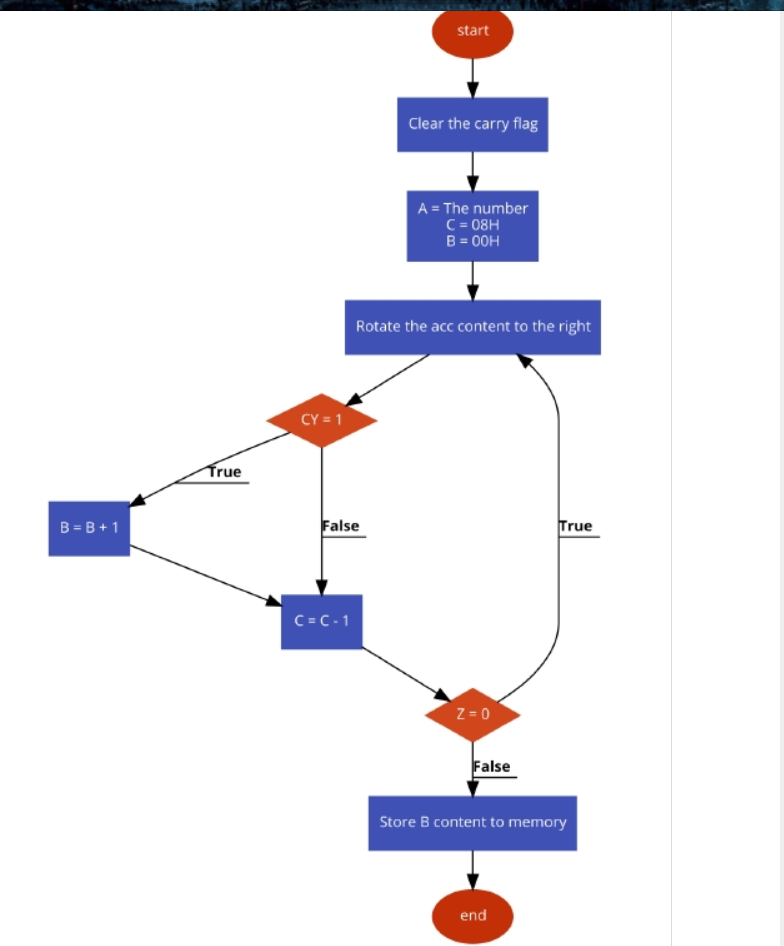 start
Clear the carry flag
A = The number
C = 08H
B = 00H
Rotate the acc content to the right
CY = 1
True
B = B + 1
False
True
C = C - 1
Z = 0
False
Store B content to memory
end